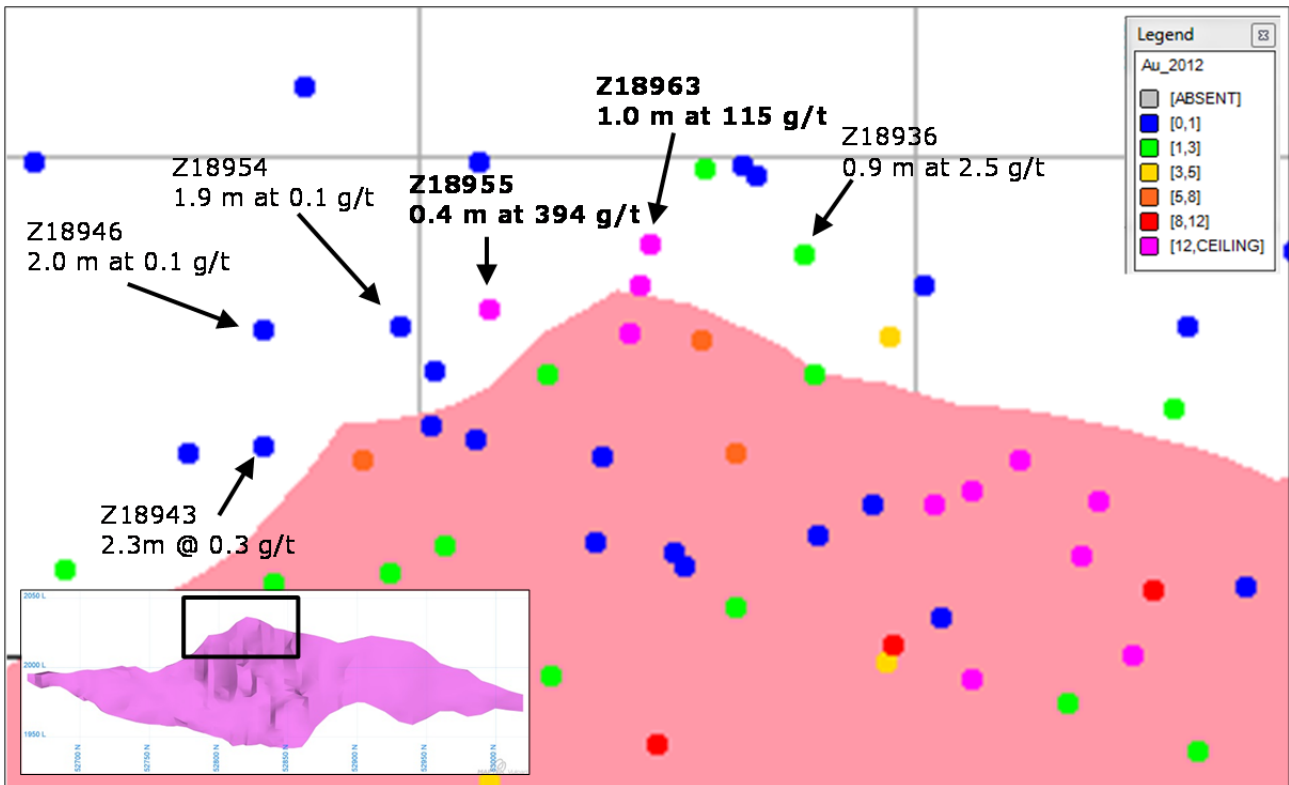 Legend
Au_2012
[ABSENT]
[0,1]
[1,3]
[3,5]
[5,8]
[8,12]
[12,CEILING]
Z18963
1.0 m at 115 g/t
Z18936
0.9 m at 2.5 g/t
Z18954
1.9 m at 0.1 g/t
Z18955
0.4 m at 394 g/t
Z18946
2.0 m at 0.1 g/t
Z18943
2.3m @ 0.3 g/t
2050 L
2000 L
1950 L
52700 N
52750 N
52800 N
52850 N
52900 N
52950 N